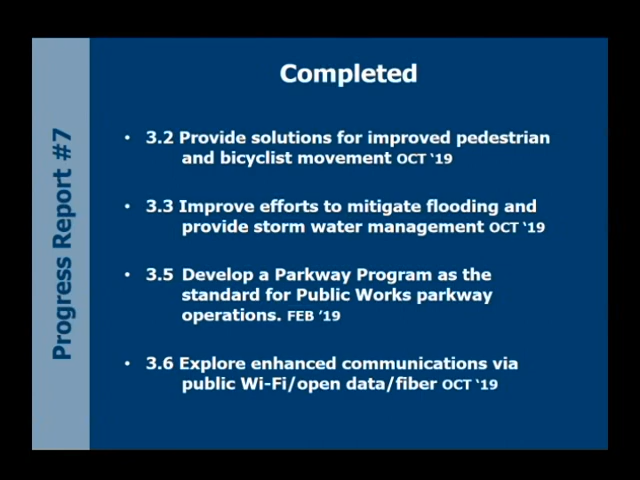 Progress Report #7
Completed
• 3.2 Provide solutions for improved pedestrian
and bicyclist movement OCT ‘19
• 3.3 Improve efforts to mitigate flooding and
provide storm water management OCT ‘19
• 3.5 Develop a Parkway Program as the
standard for Public Works parkway
operations. FEB ’19
• 3.6 Explore enhanced communications via
public Wi-Fi/open data/fiber OCT ‘19